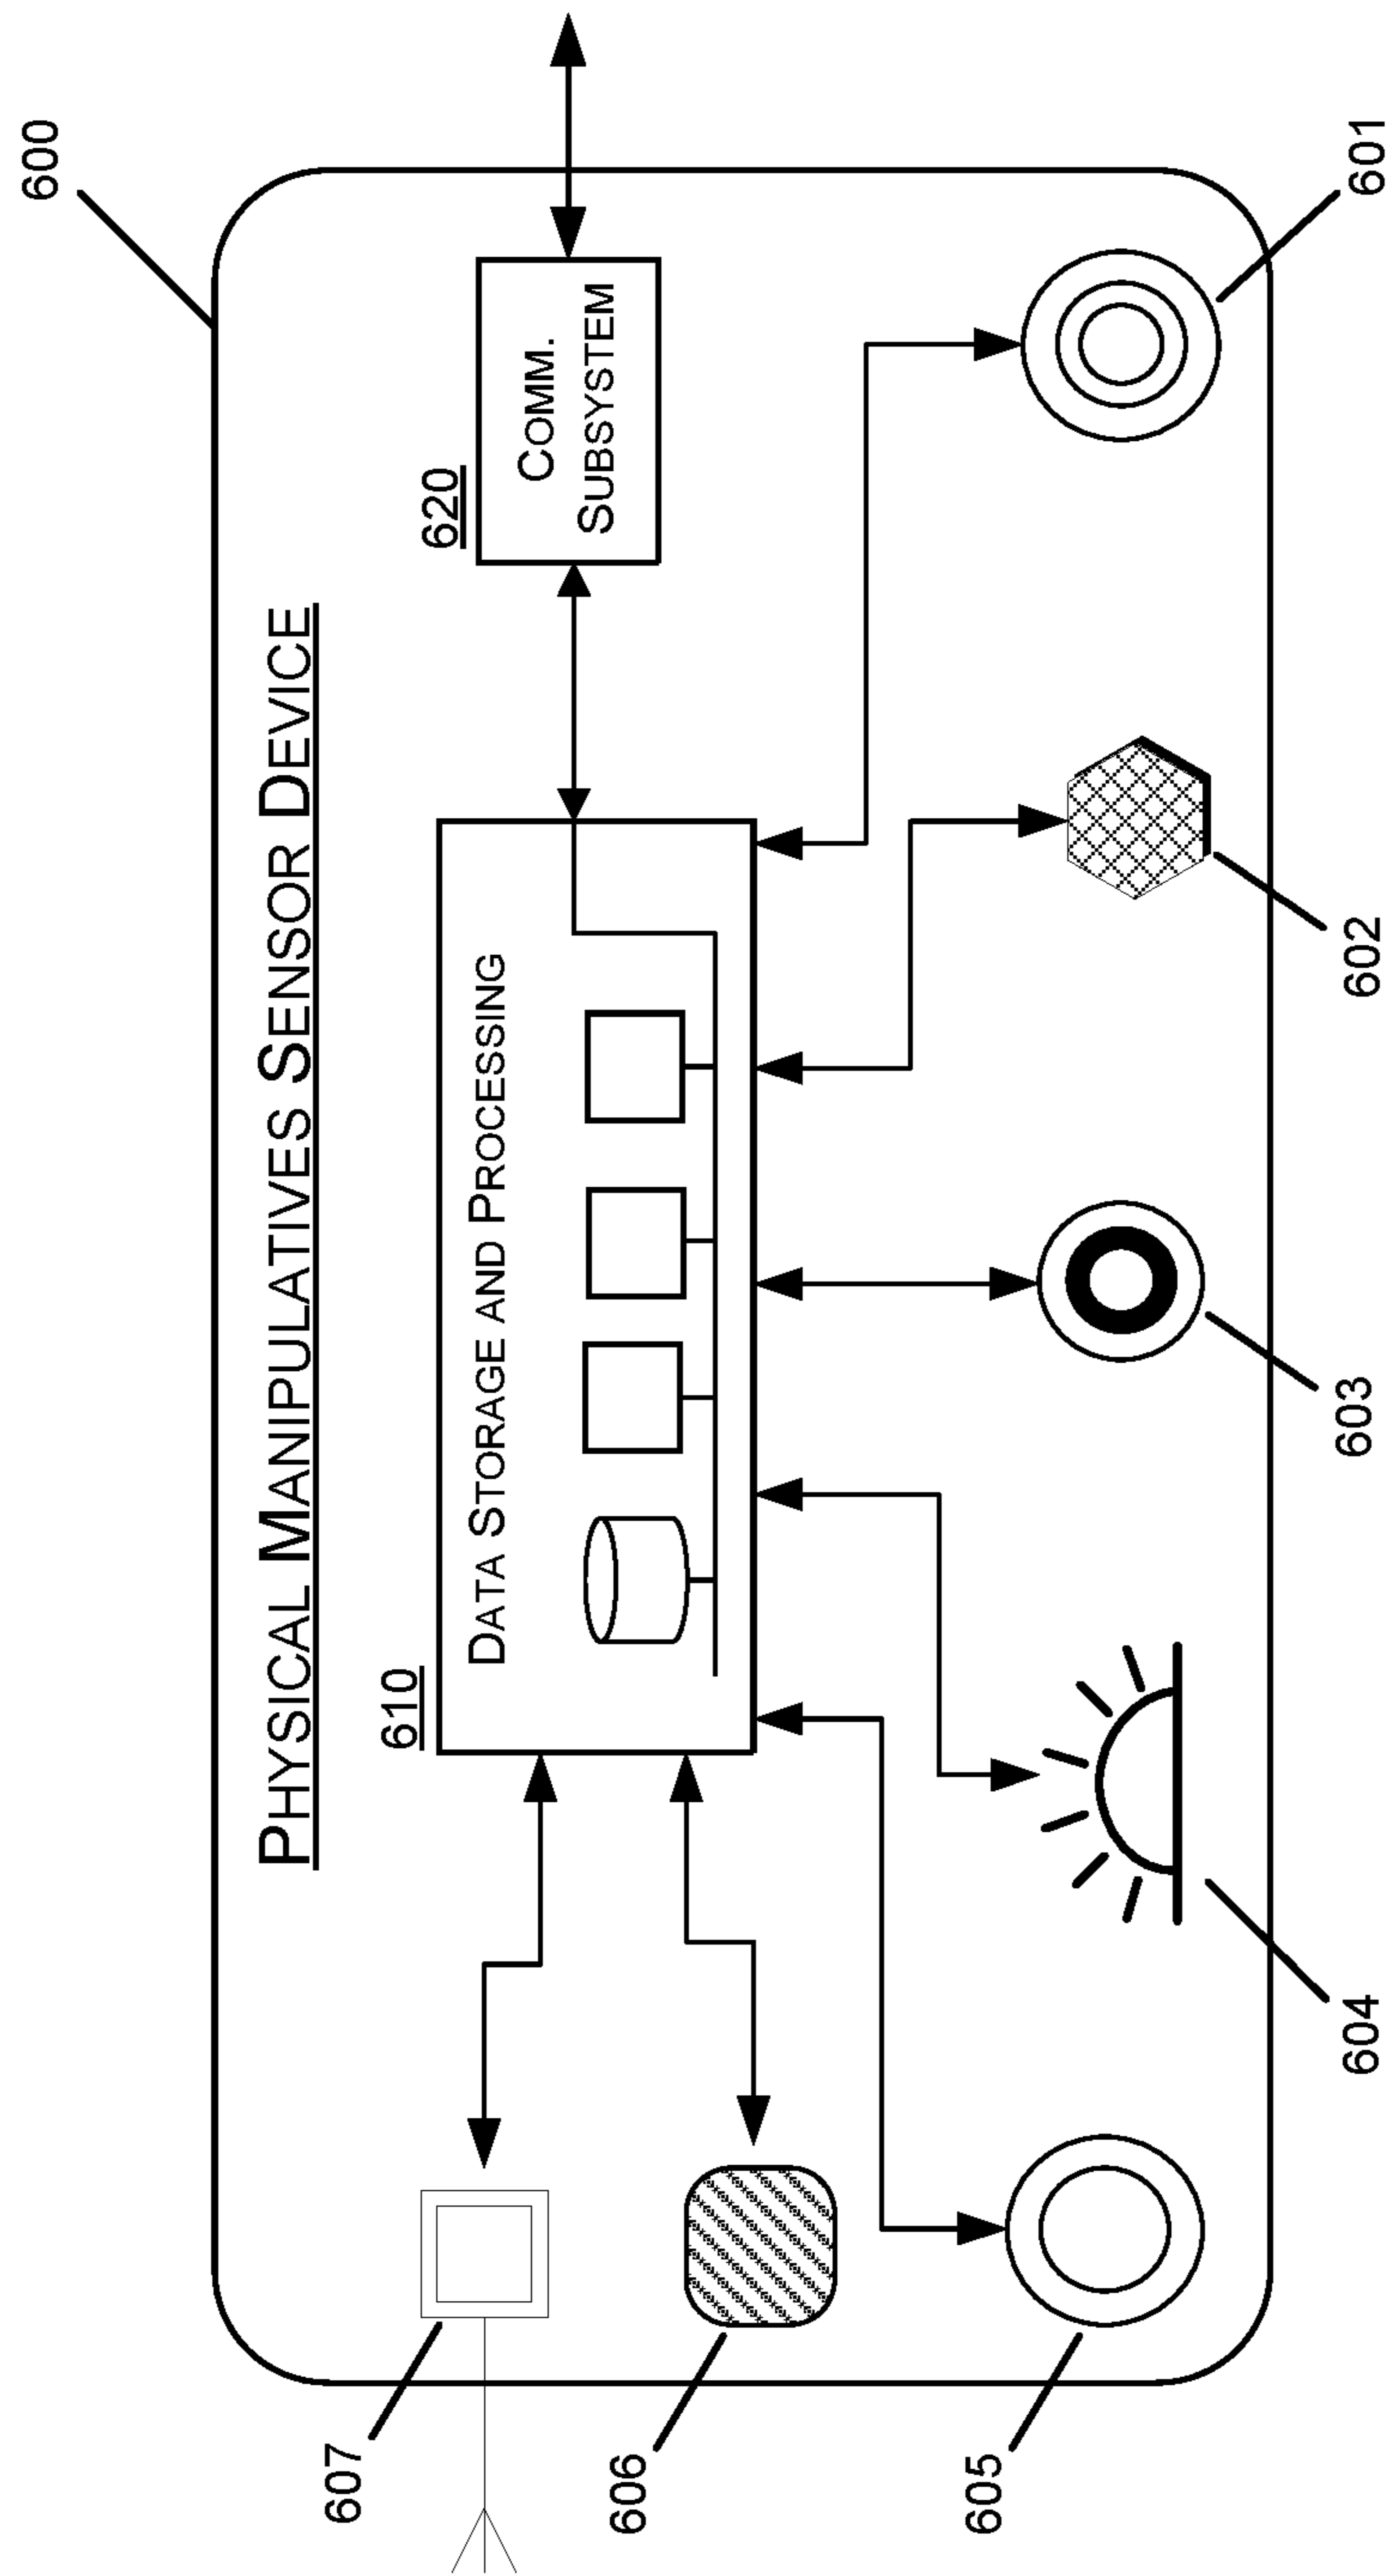 600
PHYSICAL MANIPULATIVES SENSOR DEVICE
610
DATA STORAGE AND PROCESSING
620
COMM.
SUBSYSTEM
607
606
605
604
603
602
601